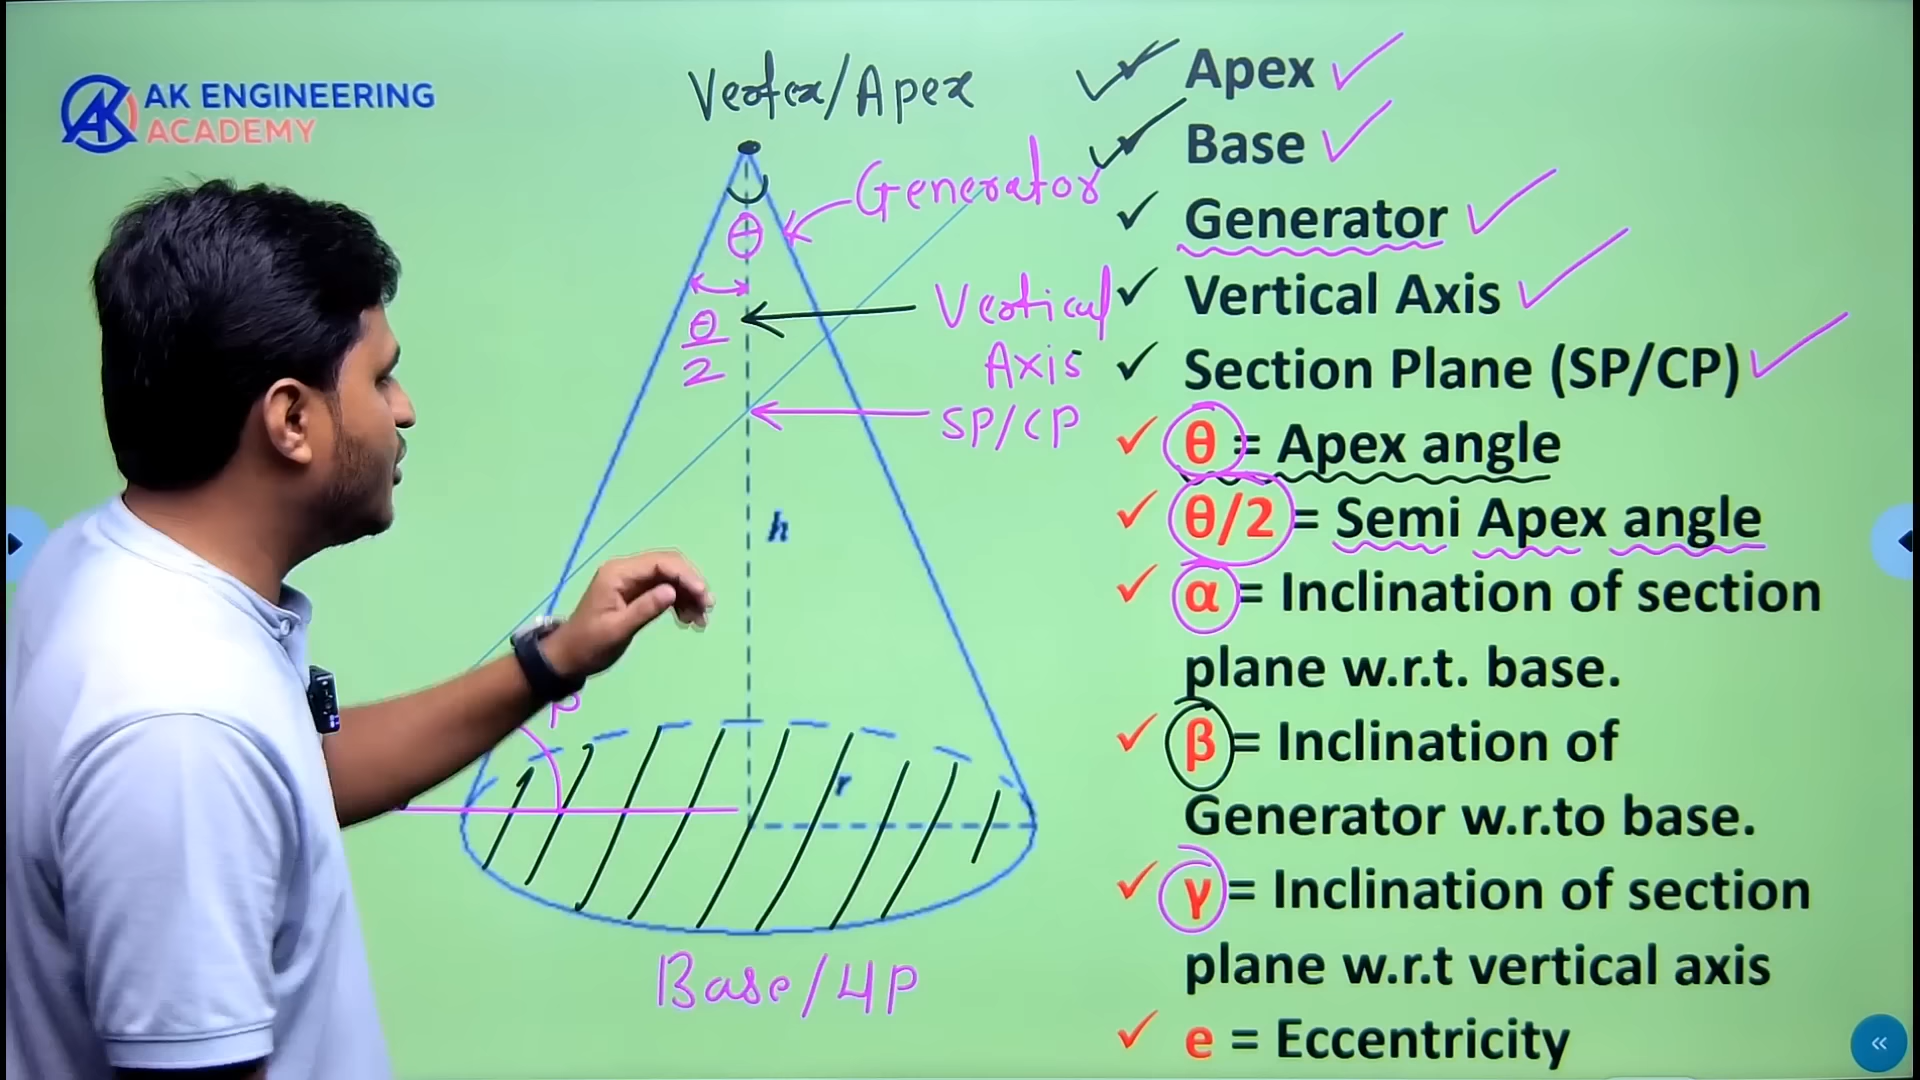 AK ENGINEERING
ACADEMY
Vertex/Apex
Generator
θ
θ
2
Vertical
Axis
SP/CP
h
r
Base/HP
✓ Apex ✓
✓ Base ✓
✓ Generator ✓
✓ Vertical Axis ✓
✓ Section Plane (SP/CP) ✓
✓ θ = Apex angle
✓ θ/2 = Semi Apex angle
✓ α = Inclination of section
plane w.r.t. base.
✓ β = Inclination of
Generator w.r.to base.
✓ γ = Inclination of section
plane w.r.t vertical axis
✓ e = Eccentricity
«